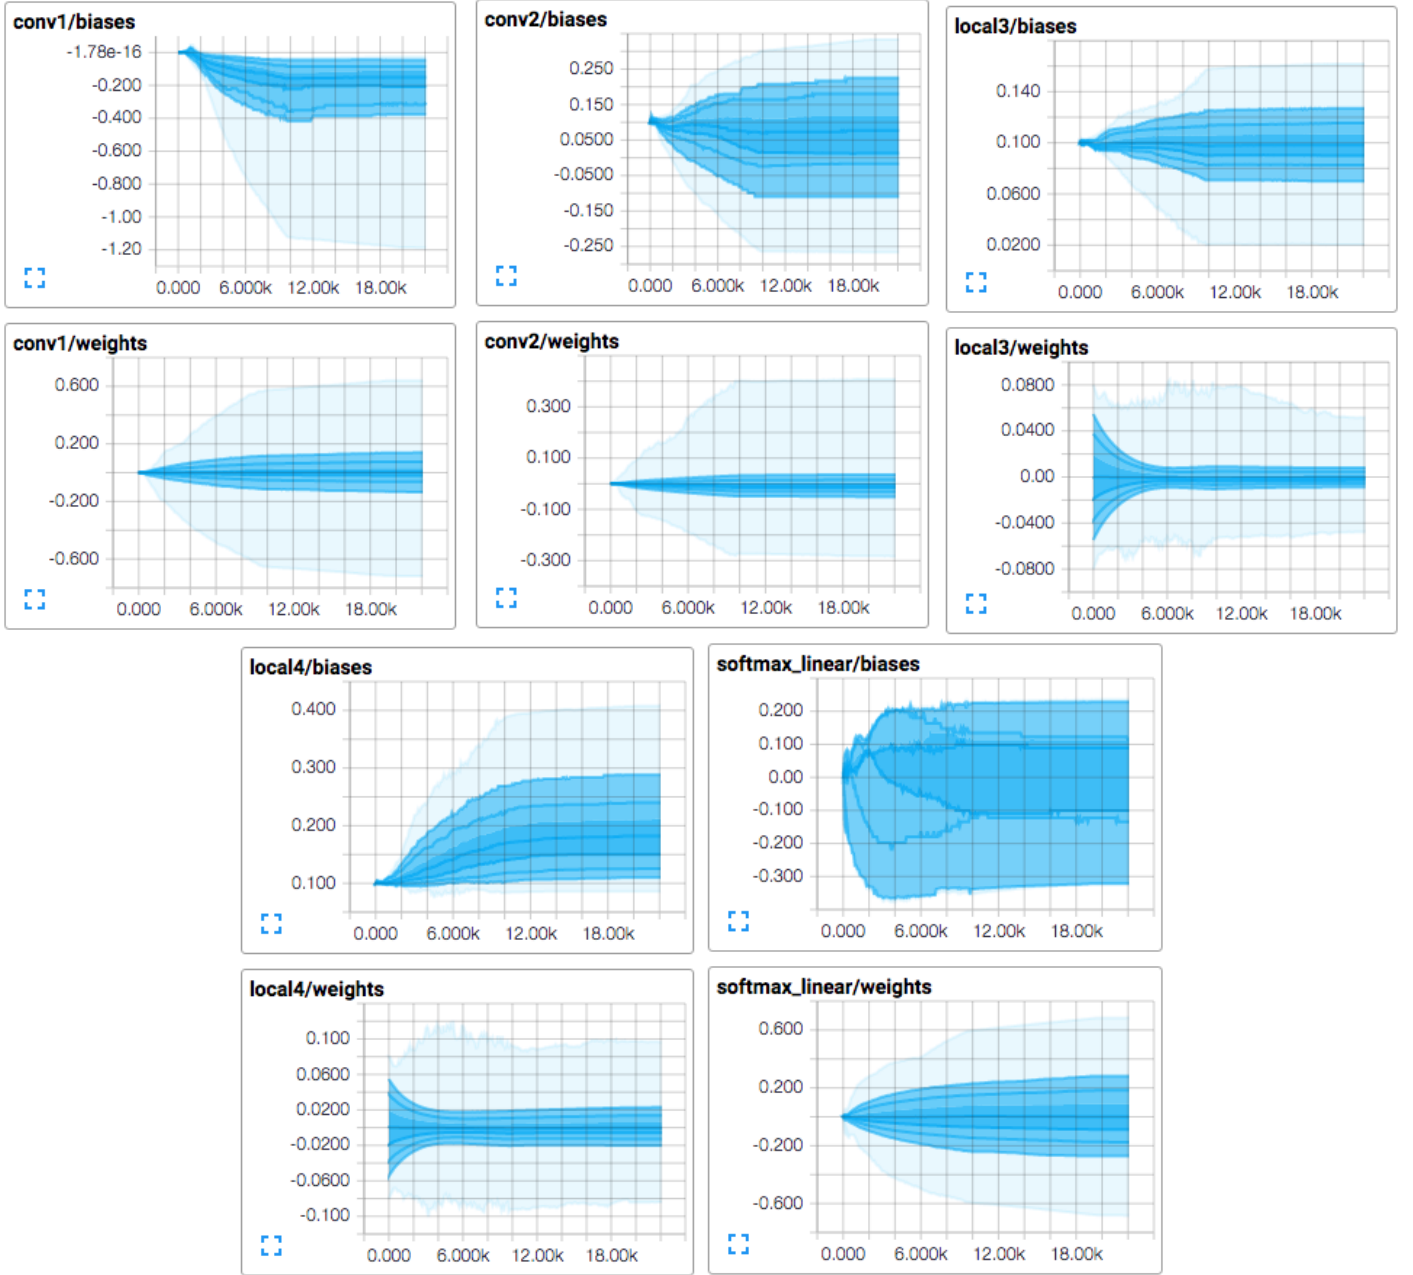 conv1/biases
-1.78e-16
-0.200
-0.400
-0.600
-0.800
-1.00
-1.20
0.000 6.000k 12.00k 18.00k
conv2/biases
0.250
0.150
0.0500
-0.0500
-0.150
-0.250
0.000 6.000k 12.00k 18.00k
local3/biases
0.140
0.100
0.0600
0.0200
0.000 6.000k 12.00k 18.00k
conv1/weights
0.600
0.200
-0.200
-0.600
0.000 6.000k 12.00k 18.00k
conv2/weights
0.300
0.100
-0.100
-0.300
0.000 6.000k 12.00k 18.00k
local3/weights
0.0800
0.0400
0.00
-0.0400
-0.0800
0.000 6.000k 12.00k 18.00k
local4/biases
0.400
0.300
0.200
0.100
0.000 6.000k 12.00k 18.00k
softmax_linear/biases
0.200
0.100
0.00
-0.100
-0.200
-0.300
0.000 6.000k 12.00k 18.00k
local4/weights
0.100
0.0600
0.0200
-0.0200
-0.0600
-0.100
0.000 6.000k 12.00k 18.00k
softmax_linear/weights
0.600
0.200
-0.200
-0.600
0.000 6.000k 12.00k 18.00k